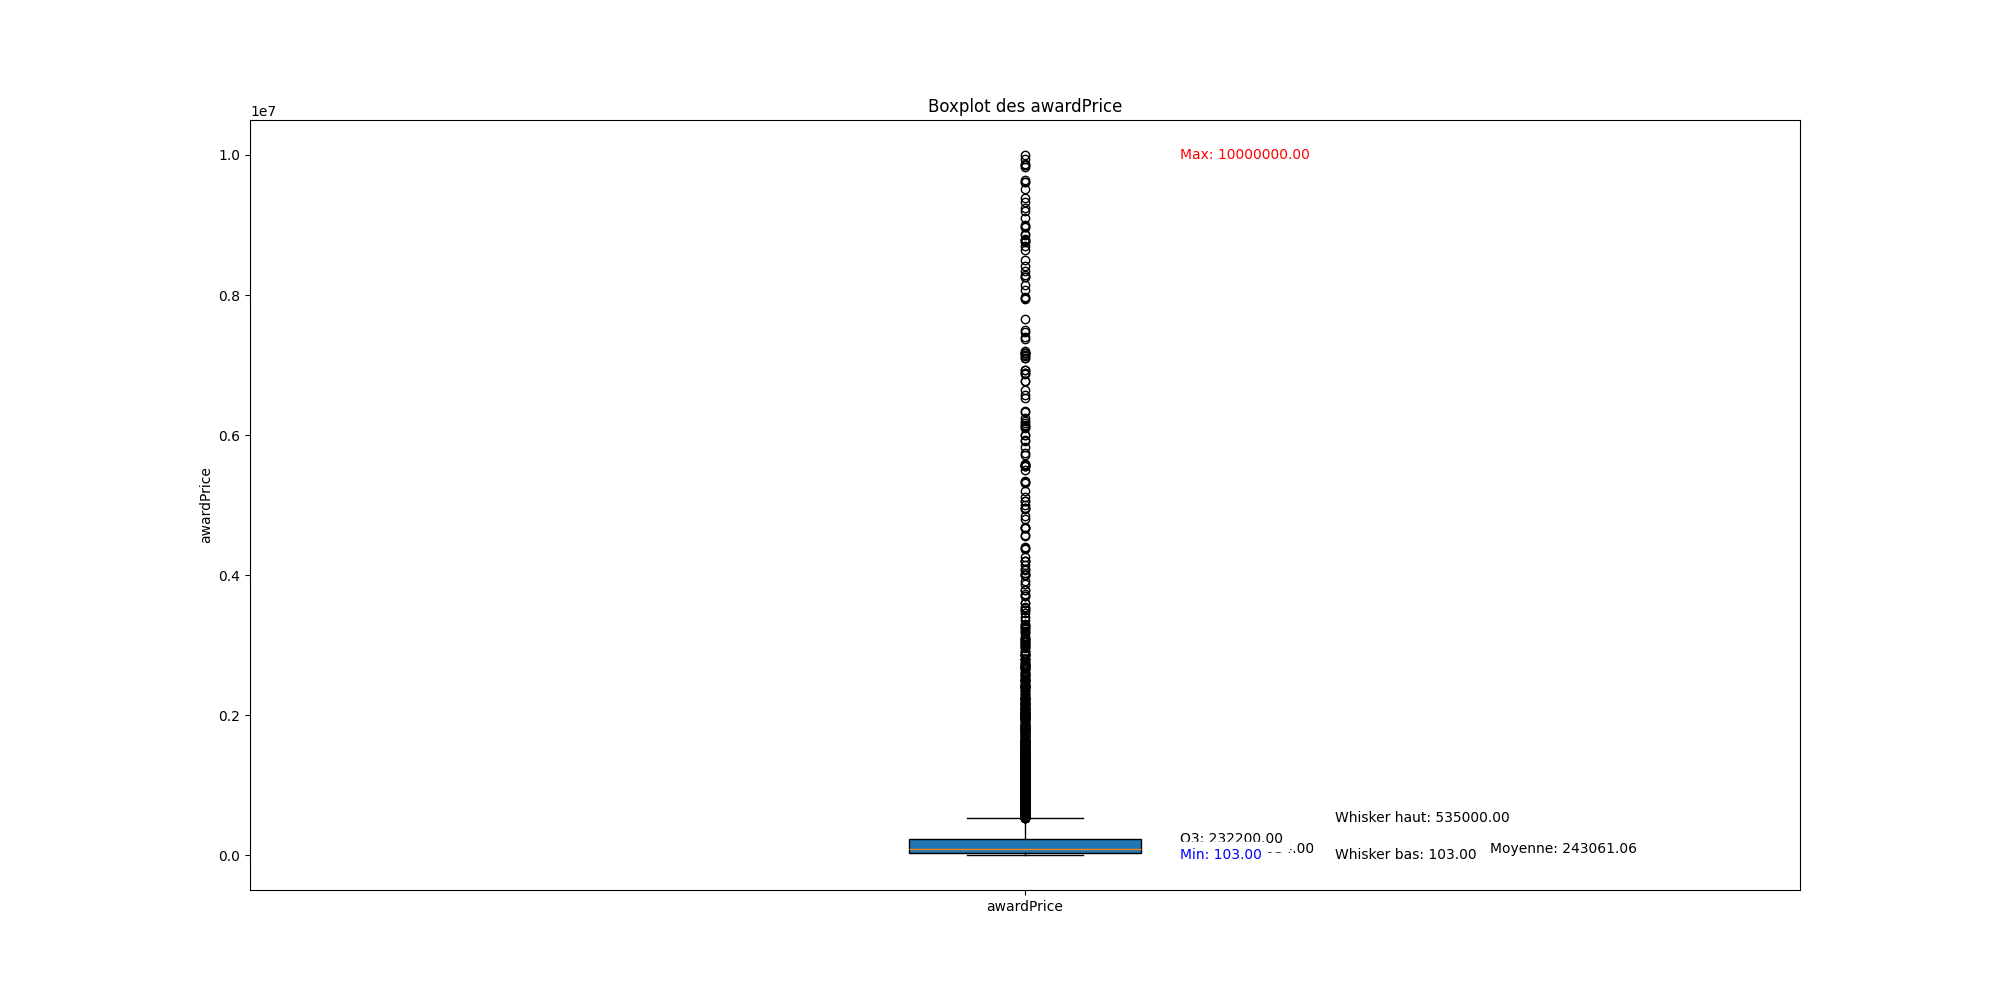 Boxplot des awardPrice
1e7
1.0
Max: 10000000.00
0.8
0.6
awardPrice
0.4
0.2
Whisker haut: 535000.00
Q3: 232200.00
.00
Moyenne: 243061.06
0.0
Min: 103.00
Whisker bas: 103.00
awardPrice